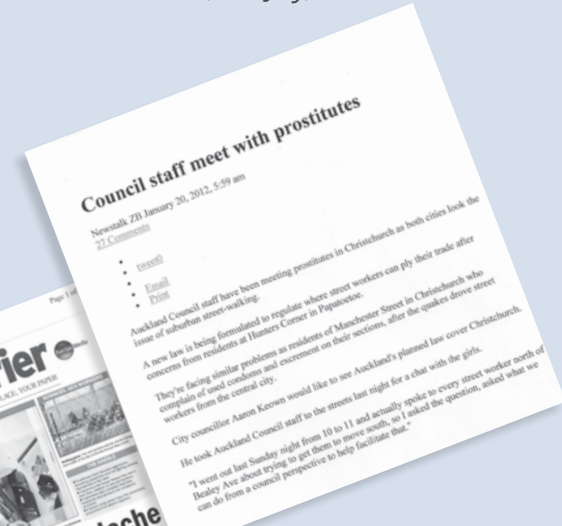 Council staff meet with prostitutes
Newstalk ZB January 20, 2012, 5:59 am
27 Comments
tweet0
Email
Print
Auckland Council staff have been meeting prostitutes in Christchurch as both cities look the
issue of suburban street-walking.
A new law is being formulated to regulate where street workers can ply their trade after
concerns from residents at Hunters Corner in Papatoetoe.
They're facing similar problems as residents of Manchester Street in Christchurch who
complain of used condoms and excrement on their sections, after the quakes drove street
workers from the central city.
City councillor Aaron Keown would like to see Auckland's planned law cover Christchurch.
He took Auckland Council staff to the streets last night for a chat with the girls.
"I went out last Sunday night from 10 to 11 and actually spoke to every street worker north of
Bealey Ave about trying to get them to move south, so I asked the question, asked what we
can do from a council perspective to help facilitate that."
Page 1 of
rier
LACE, YOUR PAPER
ache